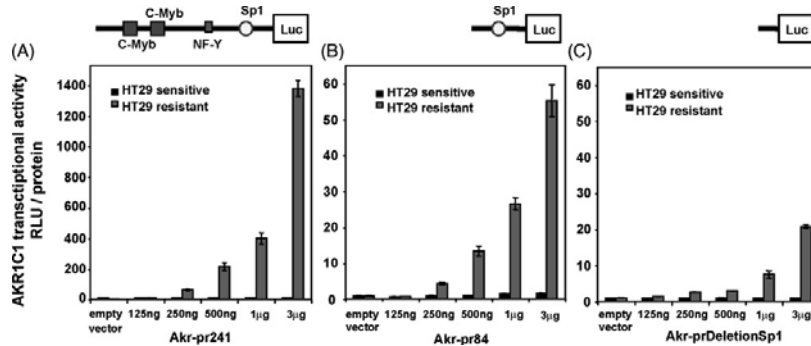 C-Myb
Sp1
C-Myb
NF-Y
Luc
Sp1
Luc
Luc
(A)
(B)
(C)
AKR1C1 transctiptional activity
RLU / protein
1400
1200
1000
800
600
400
200
0
HT29 sensitive
HT29 resistant
empty vector
125ng
250ng
500ng
1µg
3µg
Akr-pr241
60
50
40
30
20
10
0
HT29 sensitive
HT29 resistant
empty vector
125ng
250ng
500ng
1µg
3µg
Akr-pr84
60
50
40
30
20
10
0
HT29 sensitive
HT29 resistant
empty vector
125ng
250ng
500ng
1µg
3µg
Akr-prDeletionSp1